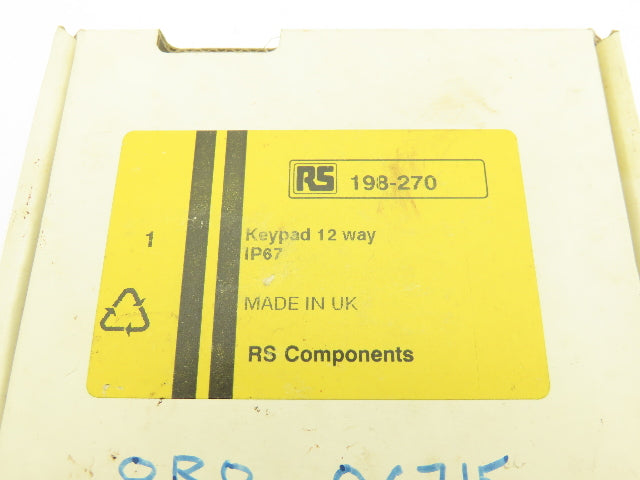 RS 198-270
1 Keypad 12 way
IP67
MADE IN UK
RS Components